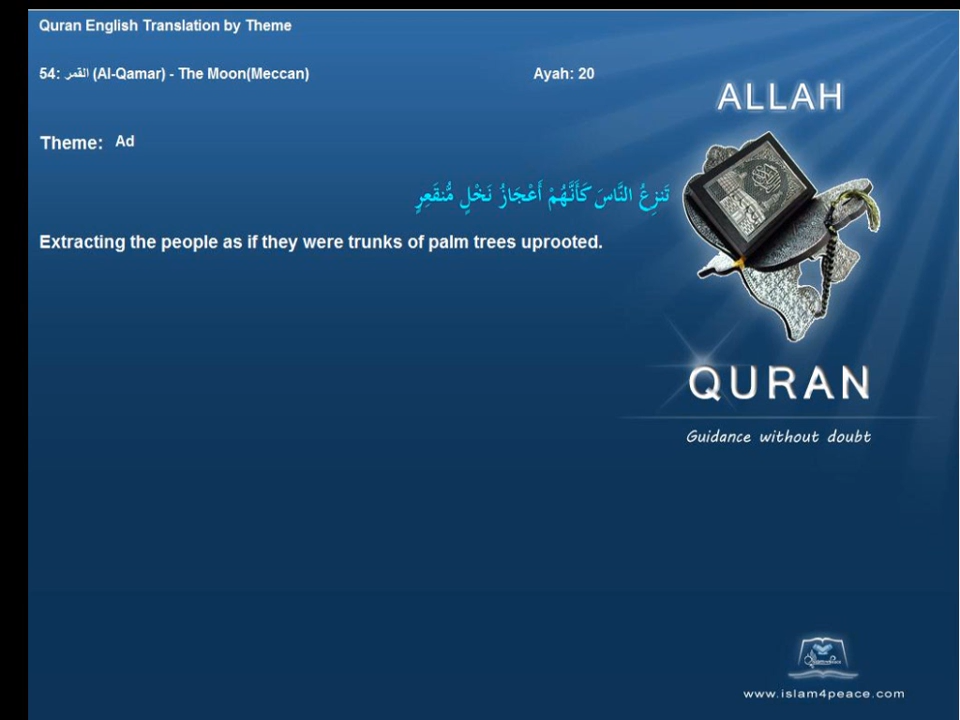 Quran English Translation by Theme
54: القمر (Al-Qamar) - The Moon(Meccan) Ayah: 20
ALLAH
Theme: Ad
تَنزِعُ النَّاسَ كَأَنَّهُمْ أَعْجَازُ نَخْلٍ مُّنقَعِرٍ
Extracting the people as if they were trunks of palm trees uprooted.
QURAN
Guidance without doubt
www.islam4peace.com